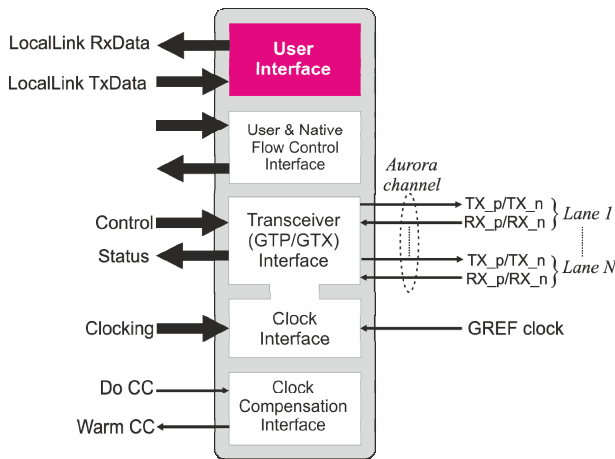 LocalLink RxData
LocalLink TxData
User
Interface
User & Native
Flow Control
Interface
Aurora
channel
Control
Status
Transceiver
(GTP/GTX)
Interface
TX_p/TX_n
RX_p/RX_n
Lane 1
TX_p/TX_n
RX_p/RX_n
Lane N
Clocking
Clock
Interface
GREF clock
Do CC
Warm CC
Clock
Compensation
Interface